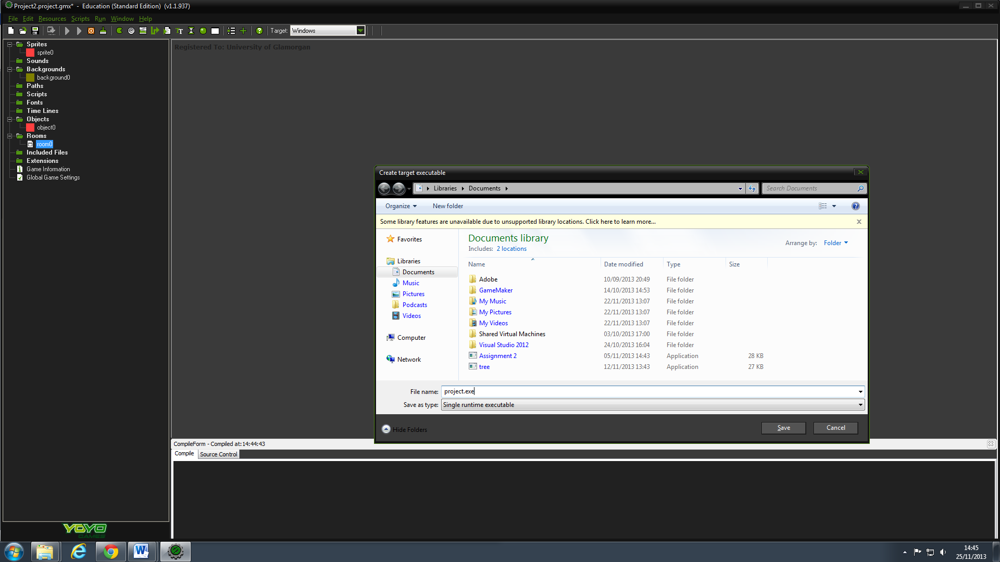 Project2.project.gmx* - Education (Standard Edition) (v1.1.937)
File Edit Resources Scripts Run Window Help
Target: Windows
Sprites
sprite0
Sounds
Backgrounds
background0
Paths
Scripts
Fonts
Time Lines
Objects
object0
Rooms
room0
Included Files
Extensions
Game Information
Global Game Settings
YOYO
GAMES
Registered To: University of Glamorgan
Create target executable
Libraries Documents
Search Documents
Organize New folder
Some library features are unavailable due to unsupported library locations. Click here to learn more...
Favorites
Libraries
Documents
Music
Pictures
Podcasts
Videos
Computer
Network
Documents library
Includes: 2 locations
Arrange by: Folder
Name Date modified Type Size
Adobe 10/09/2013 20:49 File folder
GameMaker 14/10/2013 14:53 File folder
My Music 22/11/2013 13:07 File folder
My Pictures 22/11/2013 13:07 File folder
My Videos 22/11/2013 13:07 File folder
Shared Virtual Machines 03/10/2013 17:00 File folder
Visual Studio 2012 24/10/2013 16:04 File folder
Assignment 2 05/11/2013 14:43 Application 28 KB
tree 12/11/2013 13:43 Application 27 KB
File name: project.exe
Save as type: Single runtime executable
Hide Folders
Save Cancel
CompileForm - Compiled at:14:44:43
Compile Source Control
14:45
25/11/2013